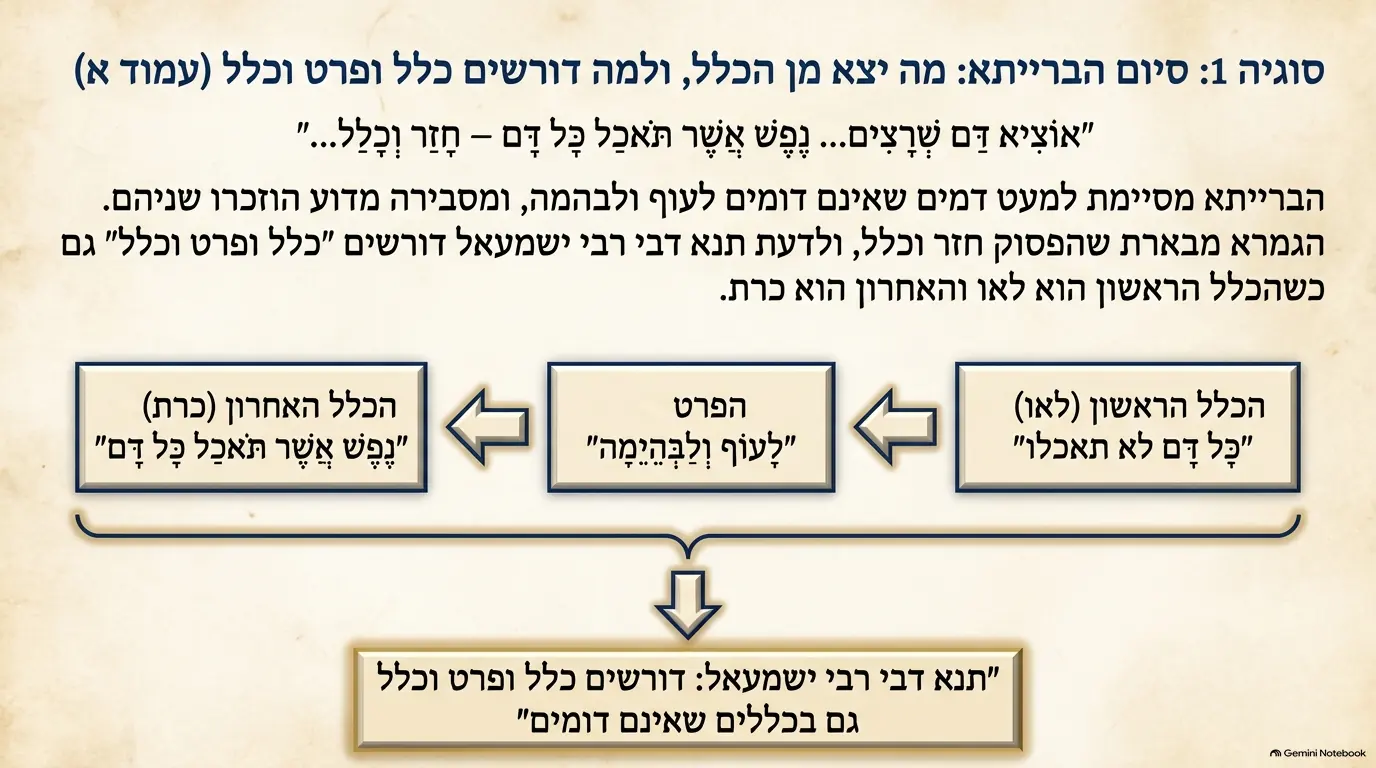 סוגיה 1: סיום הברייתא: מה יצא מן הכלל, ולמה דורשים כלל ופרט וכלל (עמוד א)
"אוֹצִיא דַּם שְׁרָצִים... נֶפֶשׁ אֲשֶׁר תֹּאכַל כָּל דָּם – חָזַר וְכָלַל..."
הברייתא מסיימת למעט דמים שאינם דומים לעוף ולבהמה, ומסבירה מדוע הוזכרו שניהם.
הגמרא מבארת שהפסוק חזר וכלל, ולדעת תנא דבי רבי ישמעאל דורשים "כלל ופרט וכלל" גם
כשהכלל הראשון הוא לאו והאחרון הוא כרת.
הכלל הראשון (לאו)
"כָּל דָּם לא תאכלו"
הפרט
"לָעוֹף וְלַבְּהֵיֵמָה"
הכלל האחרון (כרת)
"נֶפֶשׁ אֲשֶׁר תֹּאכַל כָּל דָּם"
"תנא דבי רבי ישמעאל: דורשים כלל ופרט וכלל
גם בכללים שאינם דומים"
Gemini Notebook